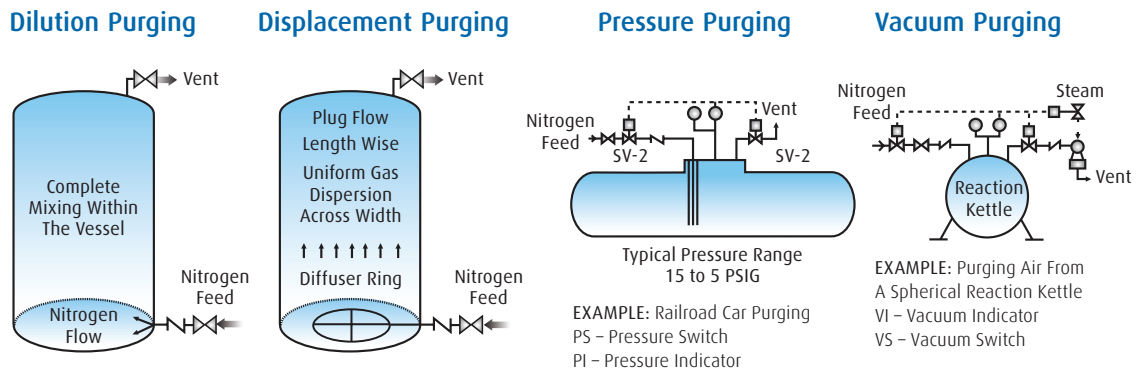 Dilution Purging
Vent
Complete
Mixing Within
The Vessel
Nitrogen
Flow
Nitrogen
Feed
Displacement Purging
Vent
Plug Flow
Length Wise
Uniform Gas
Dispersion
Across Width
Diffuser Ring
Nitrogen
Feed
Pressure Purging
Nitrogen
Feed
SV-2
Vent
SV-2
Typical Pressure Range
15 to 5 PSIG
EXAMPLE: Railroad Car Purging
PS – Pressure Switch
PI – Pressure Indicator
Vacuum Purging
Nitrogen
Feed
Steam
Vent
Reaction
Kettle
EXAMPLE: Purging Air From
A Spherical Reaction Kettle
VI – Vacuum Indicator
VS – Vacuum Switch